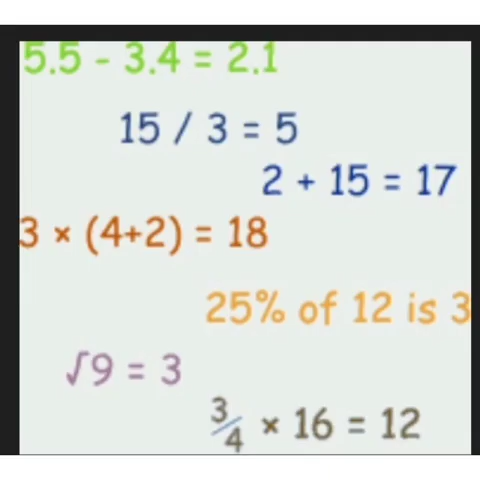 5.5 - 3.4 = 2.1
15 / 3 = 5
2 + 15 = 17
3 × (4+2) = 18
25% of 12 is 3
√9 = 3
3/4 × 16 = 12